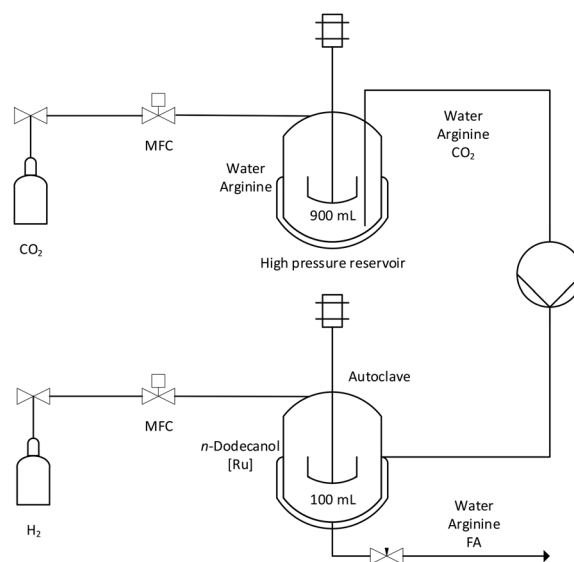 MFC
CO₂
Water
Arginine
900 mL
High pressure reservoir
Water
Arginine
CO₂
Autoclave
MFC
H₂
n-Dodecanol
[Ru]
100 mL
Water
Arginine
FA